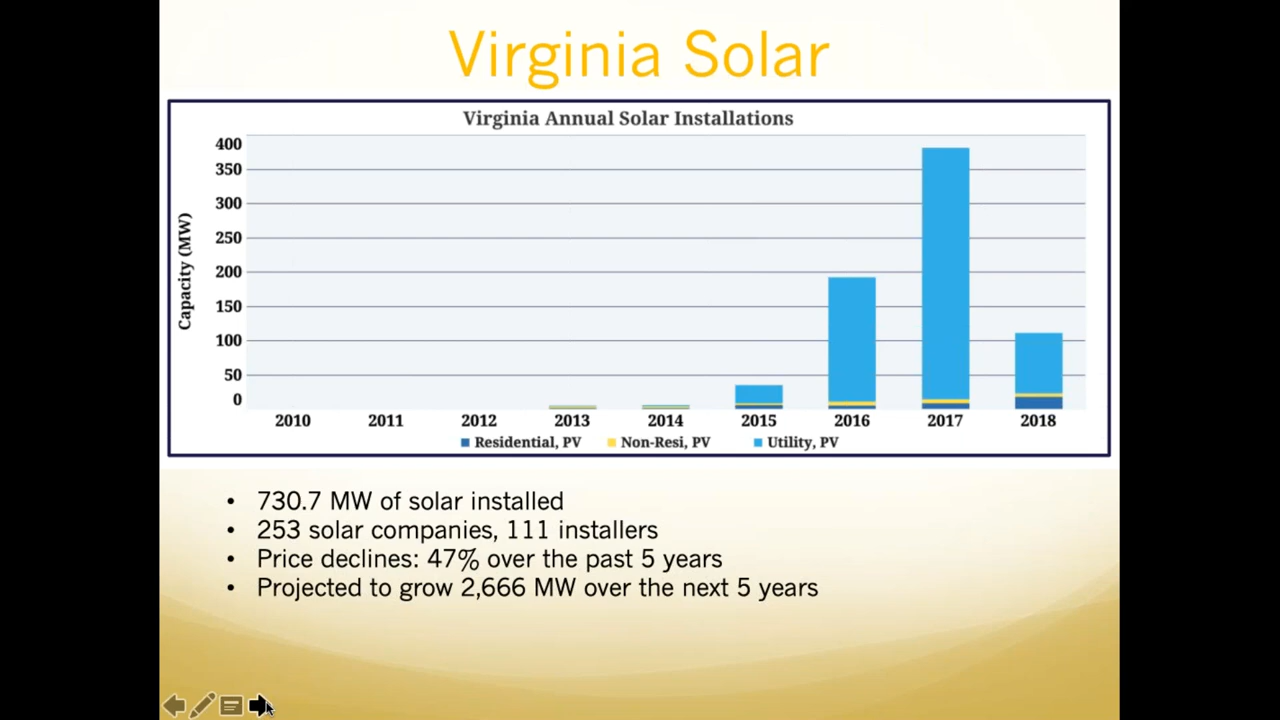 Virginia Solar
Virginia Annual Solar Installations
Capacity (MW)
400
350
300
250
200
150
100
50
0
2010 2011 2012 2013 2014 2015 2016 2017 2018
Residential, PV Non-Resi, PV Utility, PV
• 730.7 MW of solar installed
• 253 solar companies, 111 installers
• Price declines: 47% over the past 5 years
• Projected to grow 2,666 MW over the next 5 years